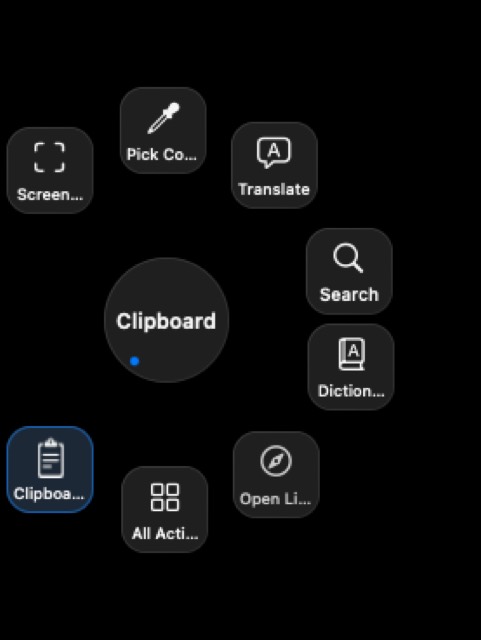 Pick Co...
Screen...
A
Translate
Search
Clipboard
A
Diction...
Clipboa...
Open Li...
All Acti...